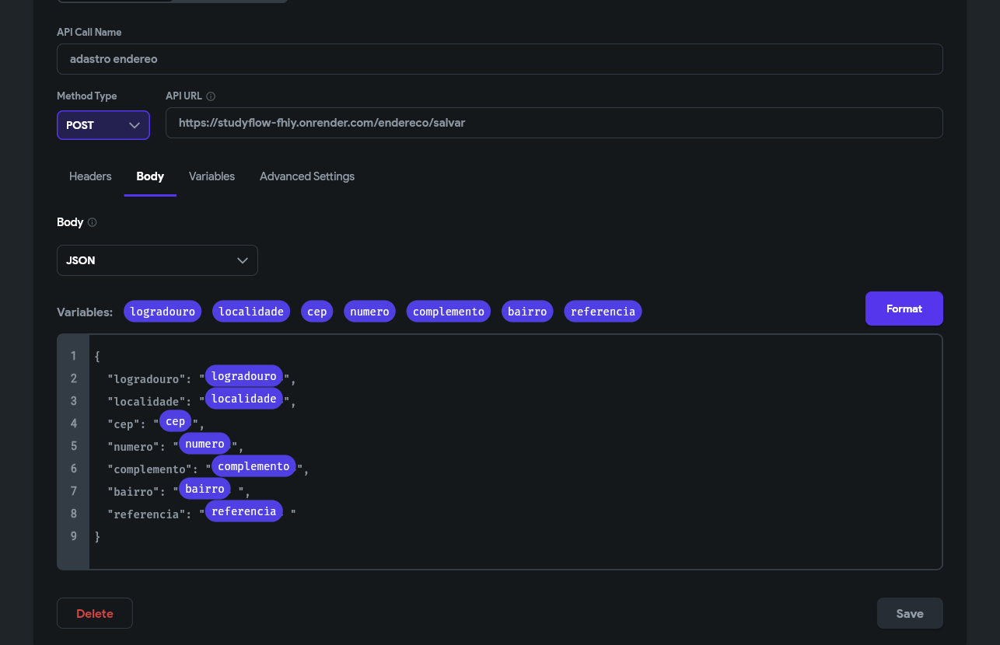 API Call Name
adastro endereo
Method Type
API URL
POST
https://studyflow-fhiy.onrender.com/endereco/salvar
Headers Body Variables Advanced Settings
Body
JSON
Variables: logradouro localidade cep numero complemento bairro referencia
Format
1 {
2 "logradouro": "logradouro",
3 "localidade": "localidade",
4 "cep": "cep",
5 "numero": "numero",
6 "complemento": "complemento",
7 "bairro": "bairro ",
8 "referencia": "referencia "
9 }
Delete
Save